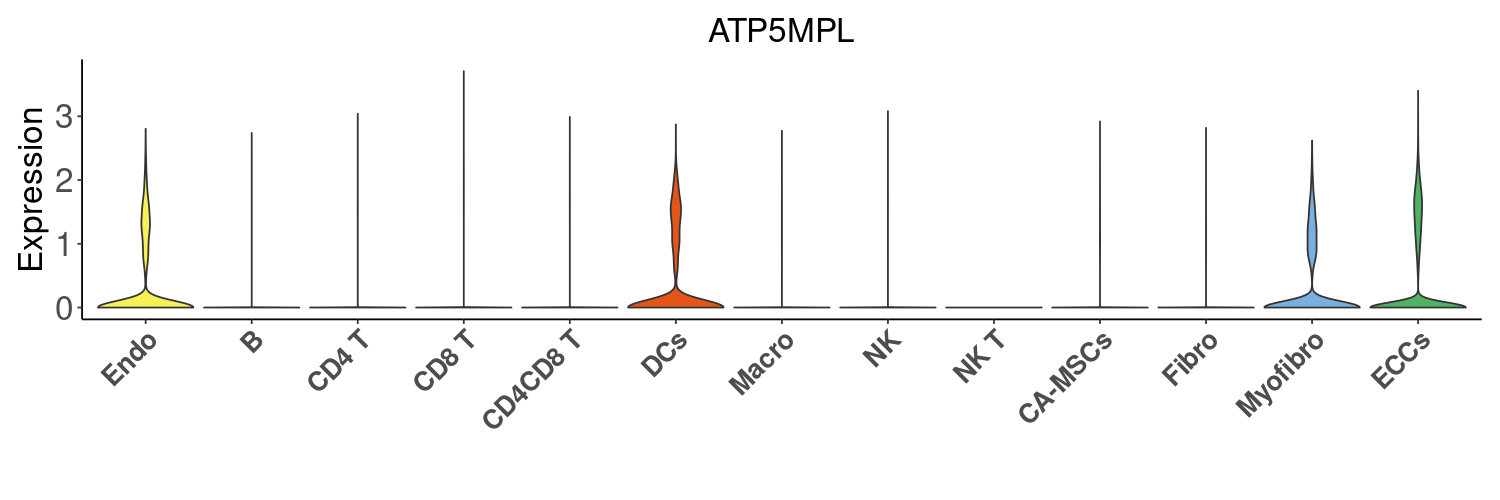 ATP5MPL
Expression
3
2
1
0
Endo
B
CD4 T
CD8 T
CD4CD8 T
DCs
Macro
NK
NK T
CA-MSCs
Fibro
Myofibro
ECCs